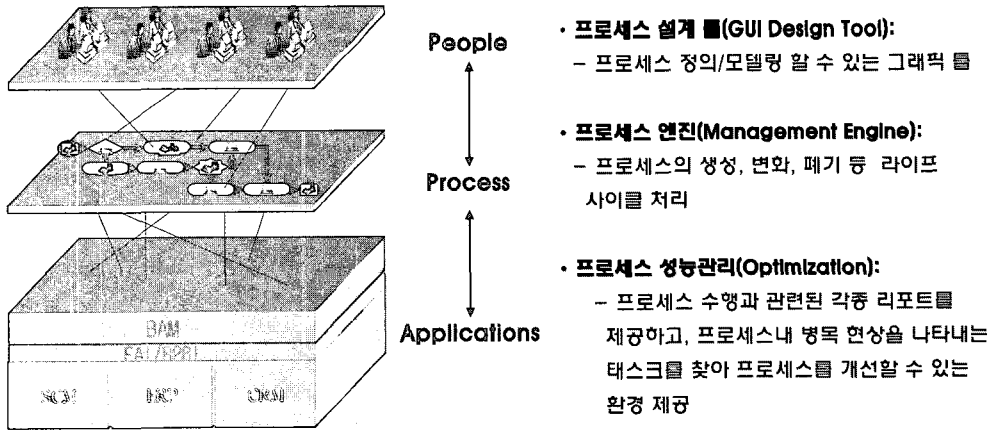 People
Process
Applications
BAM
• 프로세스 설계 툴(GUI Design Tool):
– 프로세스 정의/모델링 할 수 있는 그래픽 툴
• 프로세스 엔진(Management Engine):
– 프로세스의 생성, 변화, 폐기 등 라이프
사이클 처리
• 프로세스 성능관리(Optimization):
– 프로세스 수행과 관련된 각종 리포트를
제공하고, 프로세스내 병목 현상을 나타내는
태스크를 찾아 프로세스를 개선할 수 있는
환경 제공